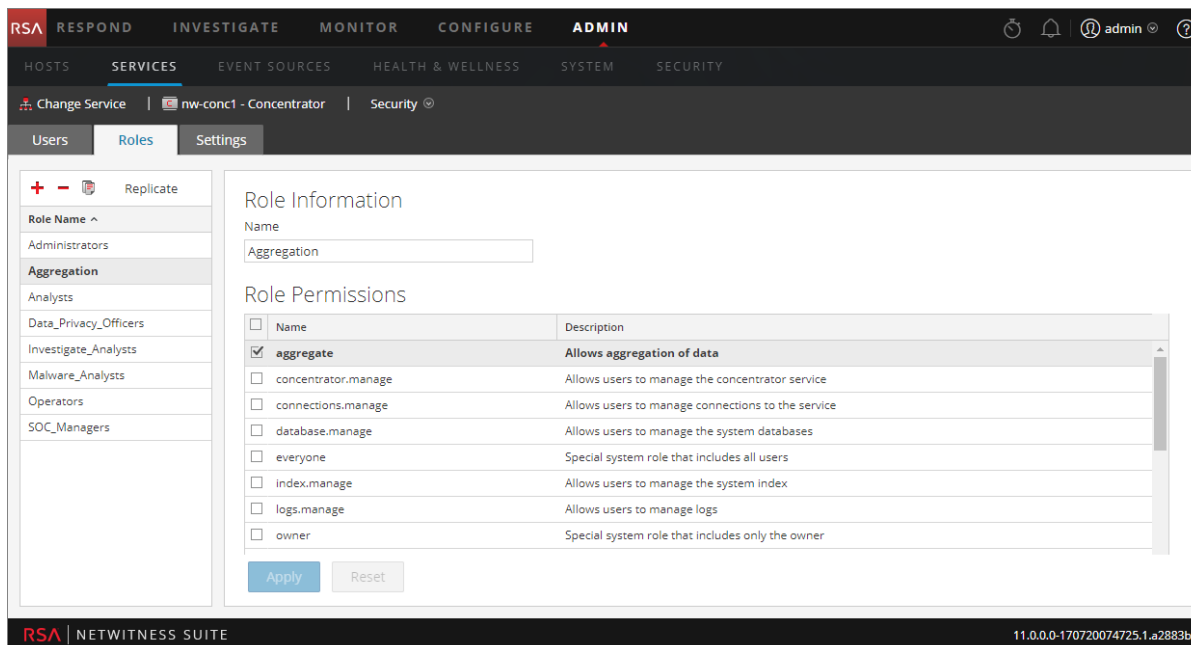 RSA RESPOND INVESTIGATE MONITOR CONFIGURE ADMIN admin
HOSTS SERVICES EVENT SOURCES HEALTH & WELLNESS SYSTEM SECURITY
Change Service | nw-conc1 - Concentrator | Security
Users Roles Settings
Replicate
Role Name
Administrators
Aggregation
Analysts
Data_Privacy_Officers
Investigate_Analysts
Malware_Analysts
Operators
SOC_Managers
Role Information
Name
Aggregation
Role Permissions
Name Description
aggregate Allows aggregation of data
concentrator.manage Allows users to manage the concentrator service
connections.manage Allows users to manage connections to the service
database.manage Allows users to manage the system databases
everyone Special system role that includes all users
index.manage Allows users to manage the system index
logs.manage Allows users to manage logs
owner Special system role that includes only the owner
Apply Reset
RSA | NETWITNESS SUITE 11.0.0.0-170720074725.1.a2883b